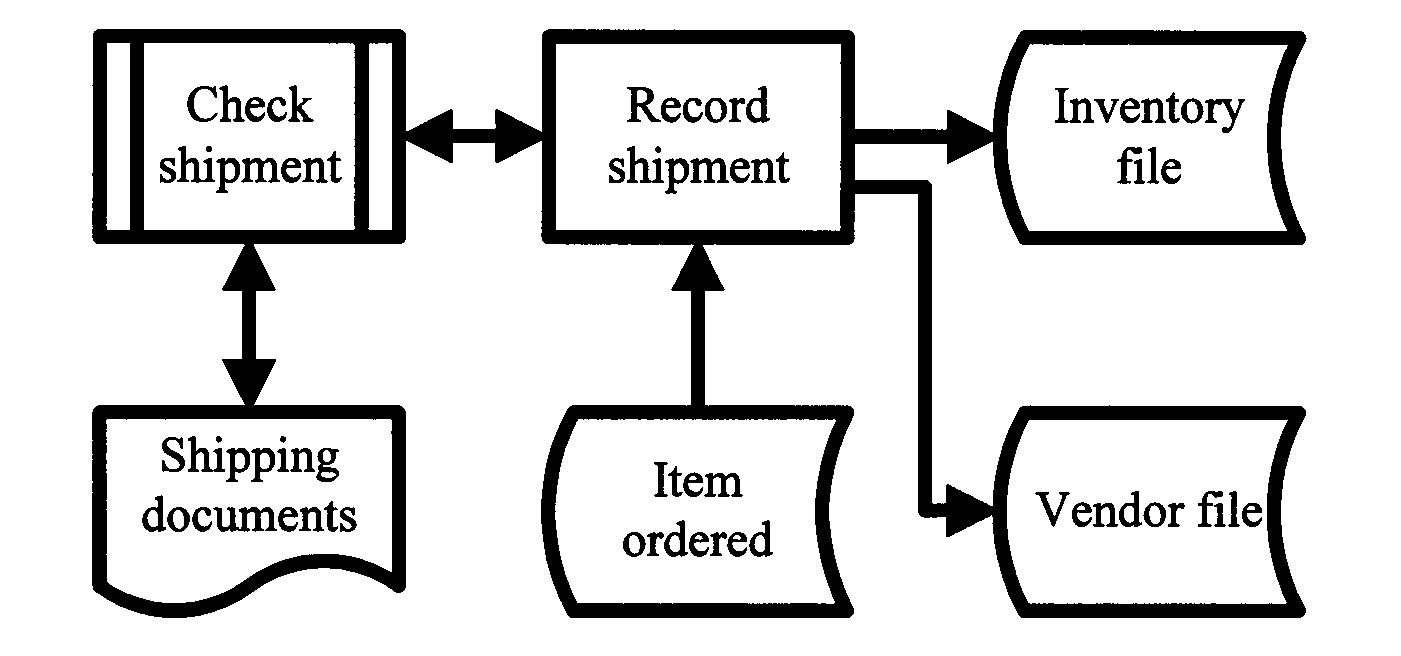 Check
shipment
Record
shipment
Inventory
file
Shipping
documents
Item
ordered
Vendor file